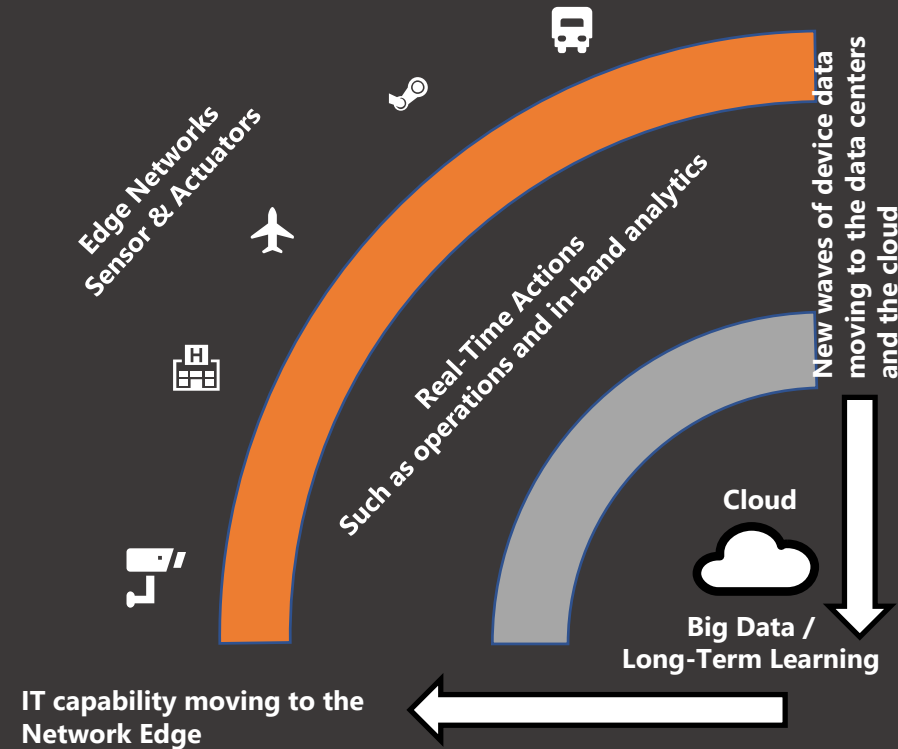 Edge Networks
Sensor & Actuators
Real-Time Actions
Such as operations and in-band analytics
New waves of device data
moving to the data centers
and the cloud
H
Cloud
Big Data /
Long-Term Learning
IT capability moving to the
Network Edge